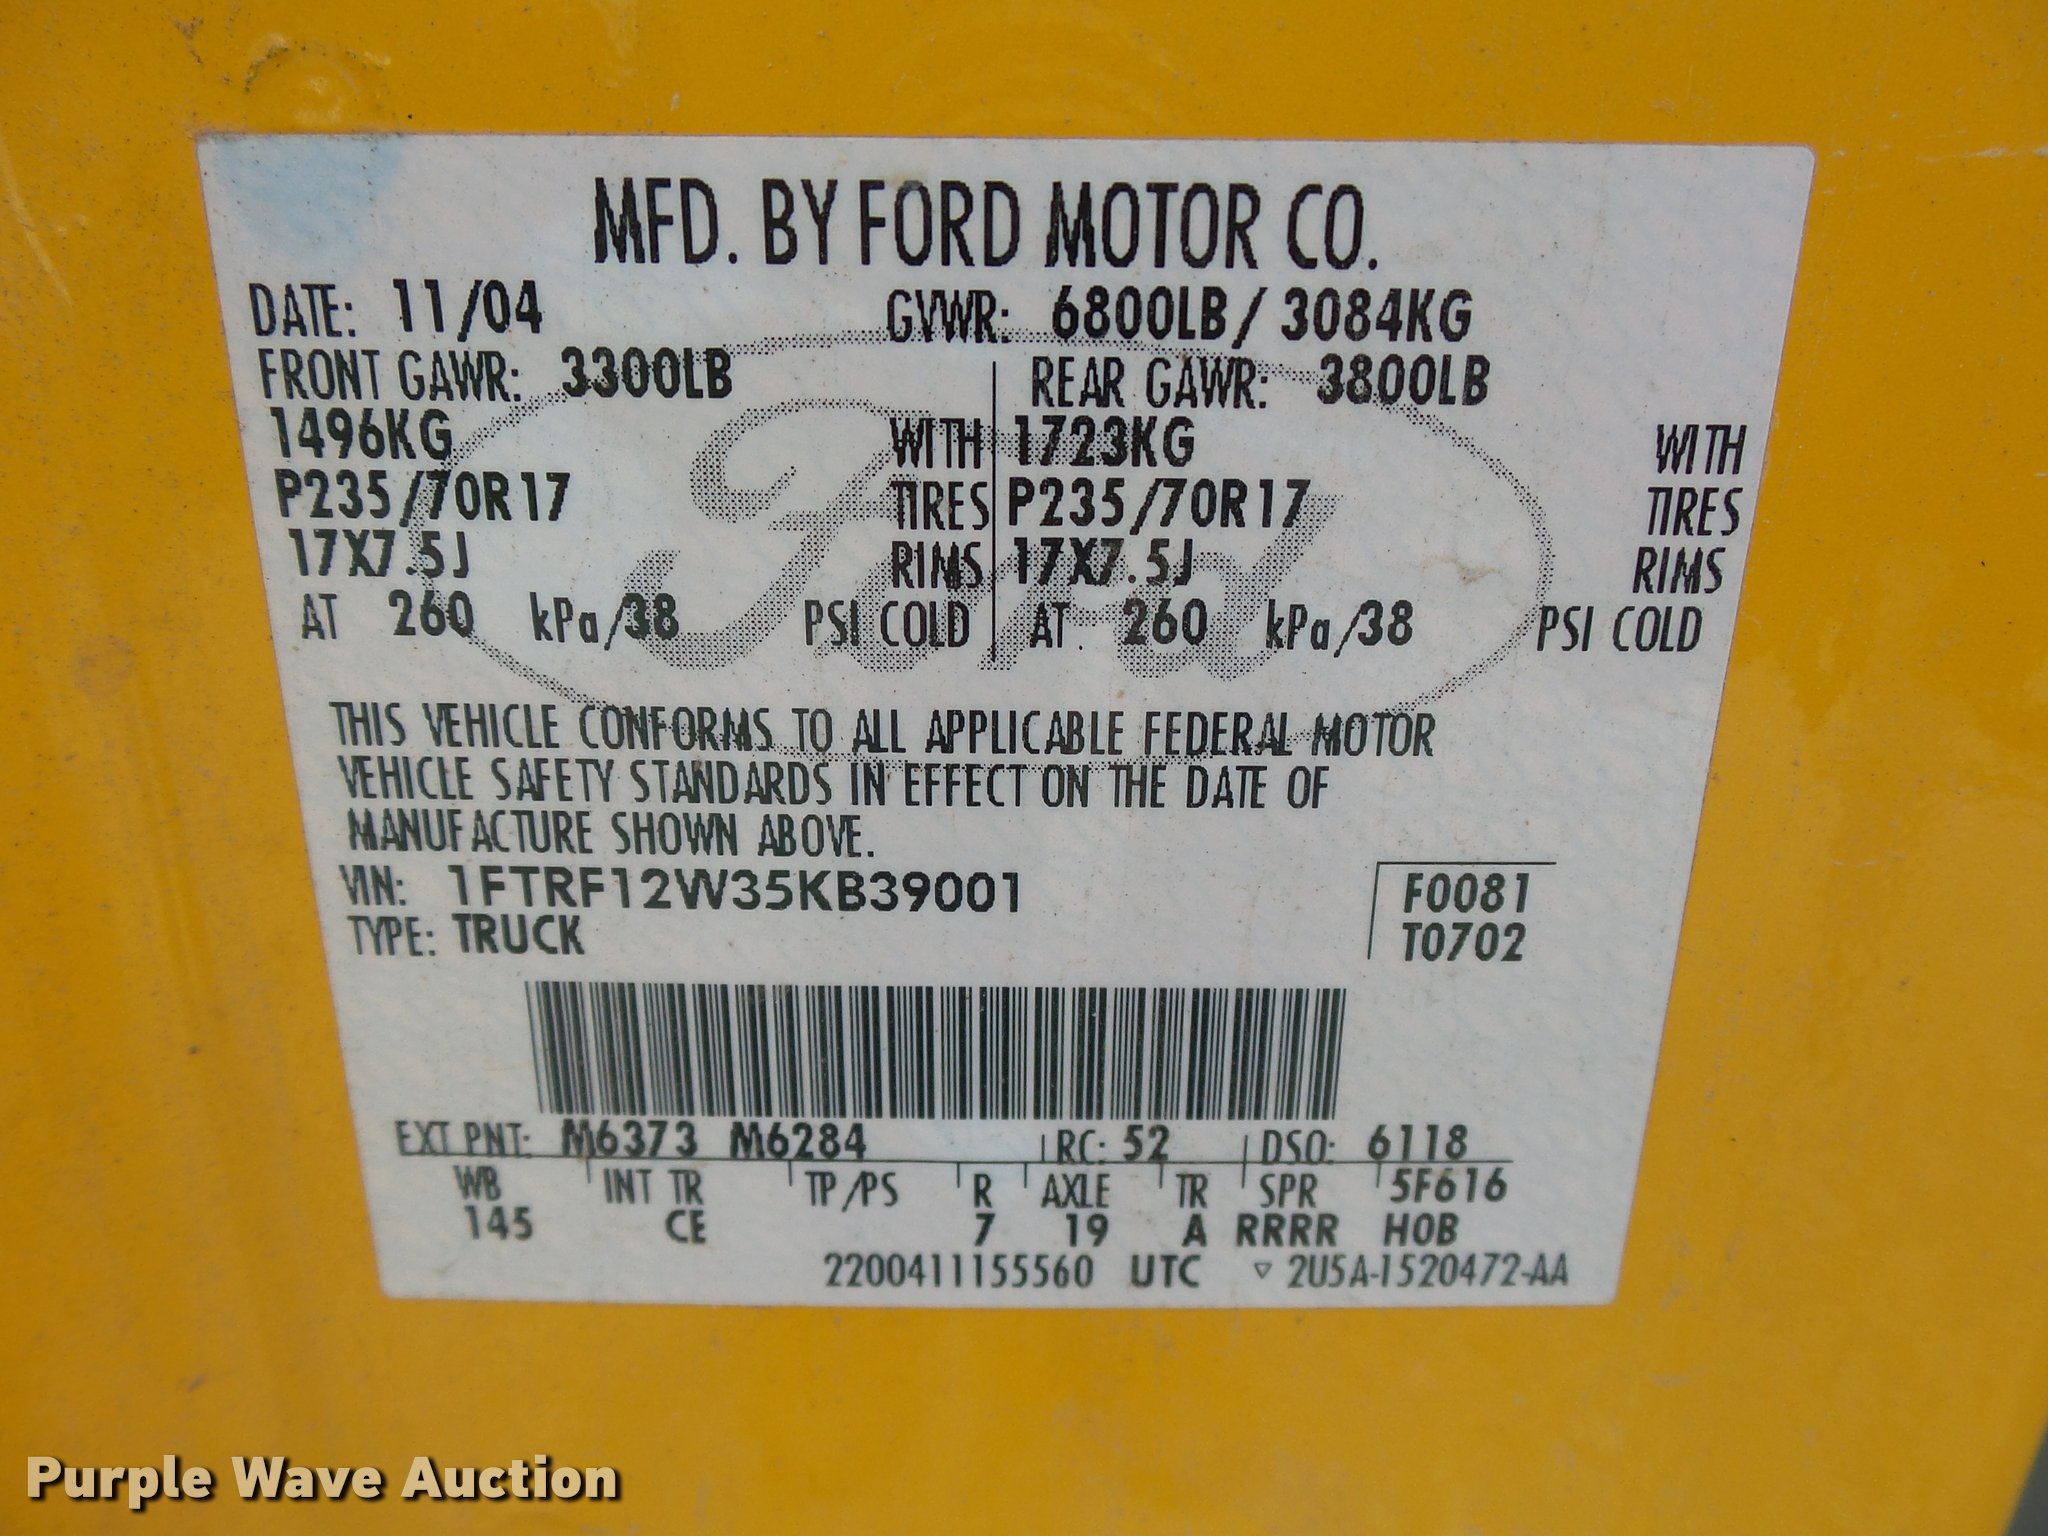 MFD. BY FORD MOTOR CO.
DATE: 11/04 GVWR: 6800LB / 3084KG
FRONT GAWR: 3300LB REAR GAWR: 3800LB
1496KG WITH 1723KG WITH
P235/70R17 TIRES P235/70R17 TIRES
17X7.5J RIMS 17X7.5J RIMS
AT 260 kPa/38 PSI COLD AT 260 kPa/38 PSI COLD
Ford
THIS VEHICLE CONFORMS TO ALL APPLICABLE FEDERAL MOTOR
VEHICLE SAFETY STANDARDS IN EFFECT ON THE DATE OF
MANUFACTURE SHOWN ABOVE.
VIN: 1FTRF12W35KB39001 F0081
TYPE: TRUCK T0702
EXT PNT: M6373 M6284 RC: 52 DSO: 6118
WB INT TR TP/PS R AXLE TR SPR 5F616
145 CE 7 19 A RRRR H0B
2200411155560 UTC ▽ 2U5A-1520472-AA
Purple Wave Auction